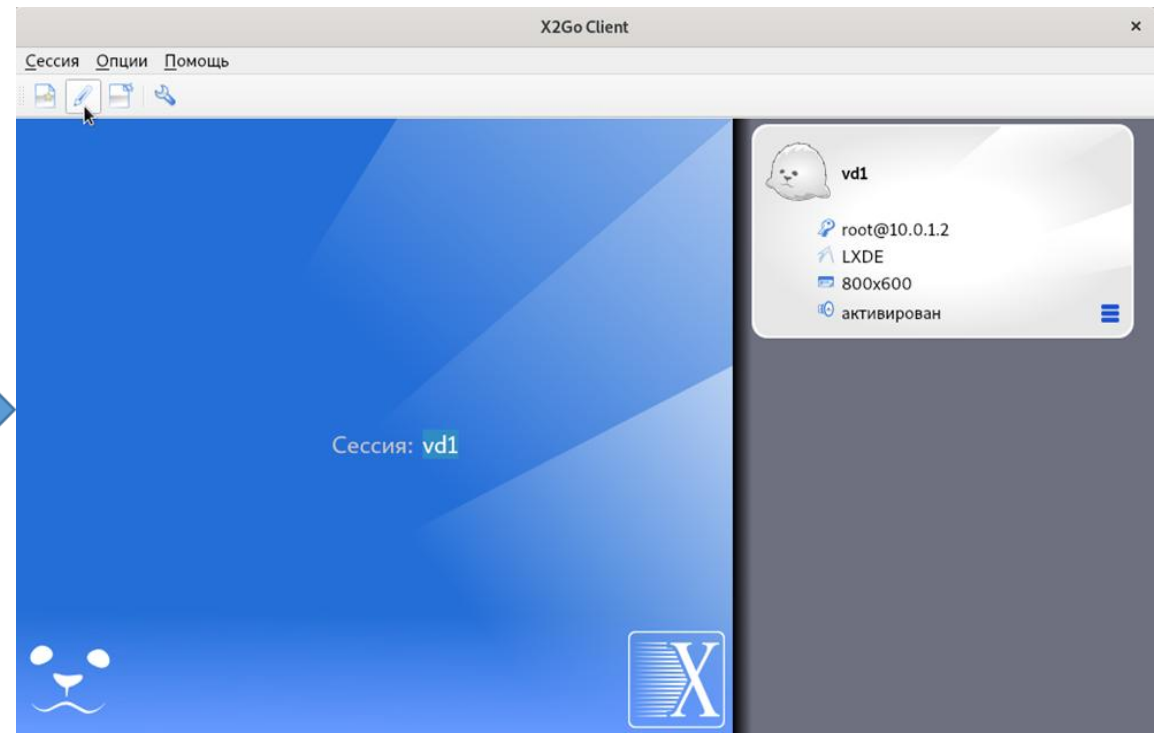 X2Go Client
Сессия Опции Помощь
vd1
root@10.0.1.2
LXDE
800x600
активирован
Сессия: vd1
X